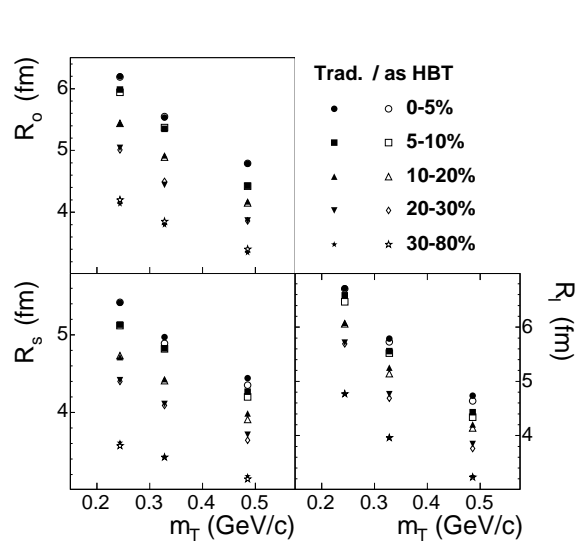 Trad. / as HBT
0-5%
5-10%
10-20%
20-30%
30-80%
R_o (fm)
6
5
4
R_s (fm)
5
4
R_l (fm)
6
5
4
0.2 0.3 0.4 0.5
m_T (GeV/c)
0.2 0.3 0.4 0.5
m_T (GeV/c)